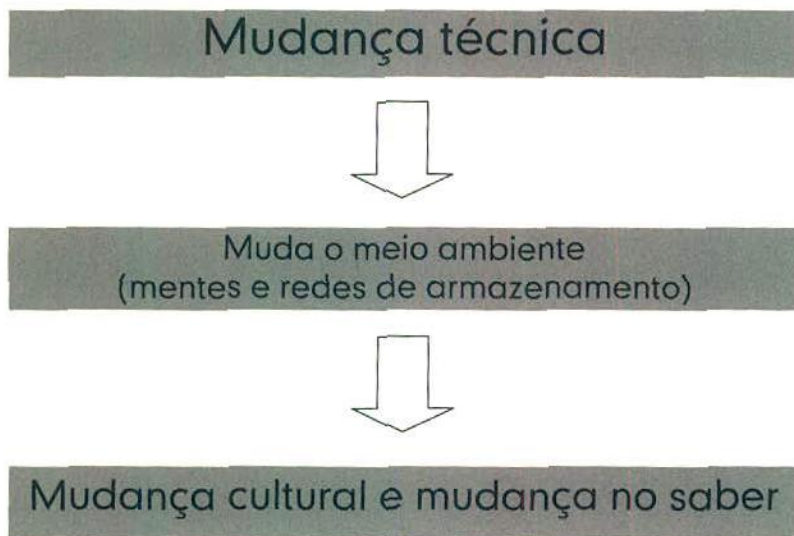 Mudança técnica
Muda o meio ambiente
(mentes e redes de armazenamento)
Mudança cultural e mudança no saber